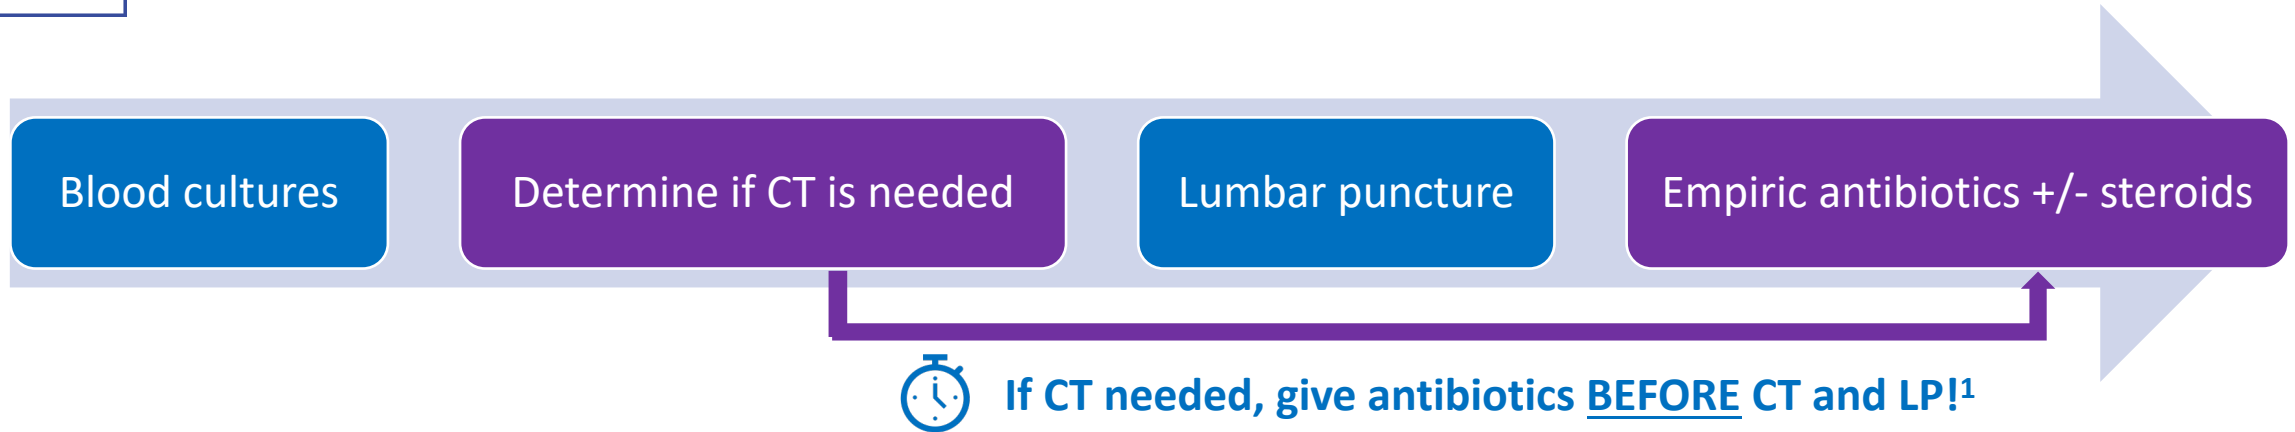 Blood cultures
Determine if CT is needed
Lumbar puncture
Empiric antibiotics +/- steroids
If CT needed, give antibiotics BEFORE CT and LP!¹